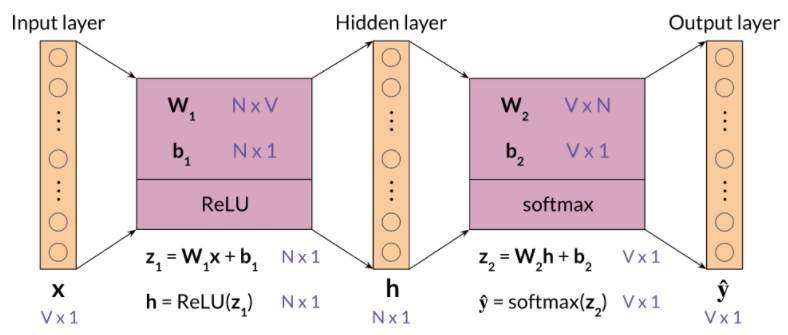 Input layer
Hidden layer
Output layer
W₁ N x V
b₁ N x 1
ReLU
W₂ V x N
b₂ V x 1
softmax
z₁ = W₁x + b₁ N x 1
h = ReLU(z₁) N x 1
z₂ = W₂h + b₂ V x 1
ŷ = softmax(z₂) V x 1
x
V x 1
h
N x 1
ŷ
V x 1